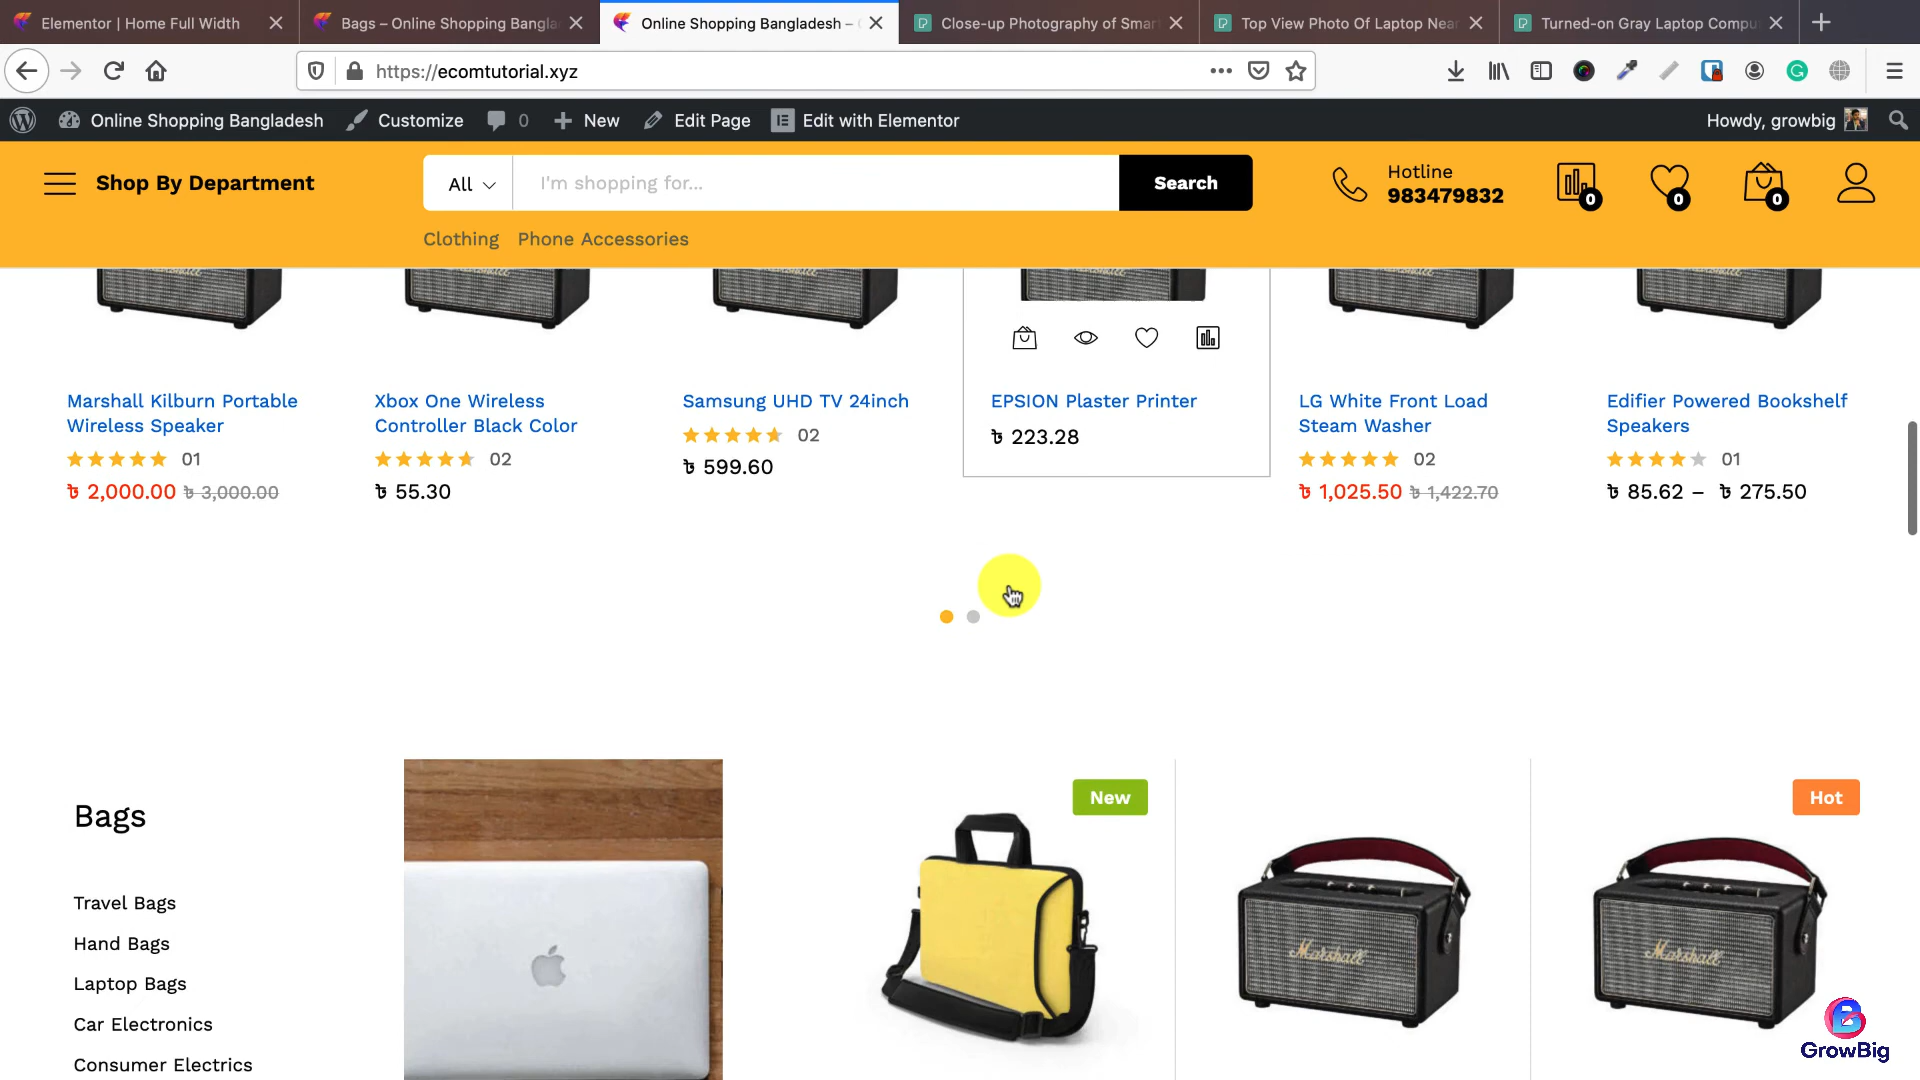 Elementor | Home Full Width
Bags – Online Shopping Bangla
Online Shopping Bangladesh –
Close-up Photography of Smar
Top View Photo Of Laptop Near
Turned-on Gray Laptop Compu
https://ecomtutorial.xyz
Online Shopping Bangladesh
Customize
0
New
Edit Page
Edit with Elementor
Howdy, growbig
Shop By Department
All
I'm shopping for...
Search
Hotline
983479832
0
0
0
Clothing
Phone Accessories
Marshall Kilburn Portable
Wireless Speaker
01
৳ 2,000.00 ৳ 3,000.00
Xbox One Wireless
Controller Black Color
02
৳ 55.30
Samsung UHD TV 24inch
02
৳ 599.60
EPSION Plaster Printer
৳ 223.28
LG White Front Load
Steam Washer
02
৳ 1,025.50 ৳ 1,422.70
Edifier Powered Bookshelf
Speakers
01
৳ 85.62 – ৳ 275.50
Bags
Travel Bags
Hand Bags
Laptop Bags
Car Electronics
Consumer Electrics
New
Marshall
Hot
Marshall
GrowBig